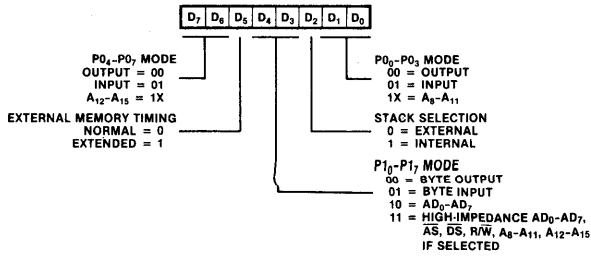 D7 D6 D5 D4 D3 D2 D1 D0
P04-P07 MODE
OUTPUT = 00
INPUT = 01
A12-A15 = 1X
EXTERNAL MEMORY TIMING
NORMAL = 0
EXTENDED = 1
P00-P03 MODE
00 = OUTPUT
01 = INPUT
1X = A8-A11
STACK SELECTION
0 = EXTERNAL
1 = INTERNAL
P10-P17 MODE
00 = BYTE OUTPUT
01 = BYTE INPUT
10 = AD0-AD7
11 = HIGH-IMPEDANCE AD0-AD7,
A̅S̅, D̅S̅, R/W̅, A8-A11, A12-A15
IF SELECTED